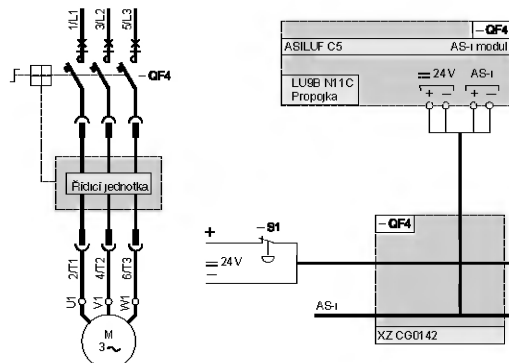 1/L1 3/L2 5/L3
–QF4
Řídicí jednotka
2/T1 4/T2 6/T3
U1 V1 W1
M
3
–QF4
ASILUF C5 AS-i modul
LU9B N11C
Propojka
24 V AS-i
+ – + –
–QF4
–S1
+
24 V
–
AS-i
XZ CG0142